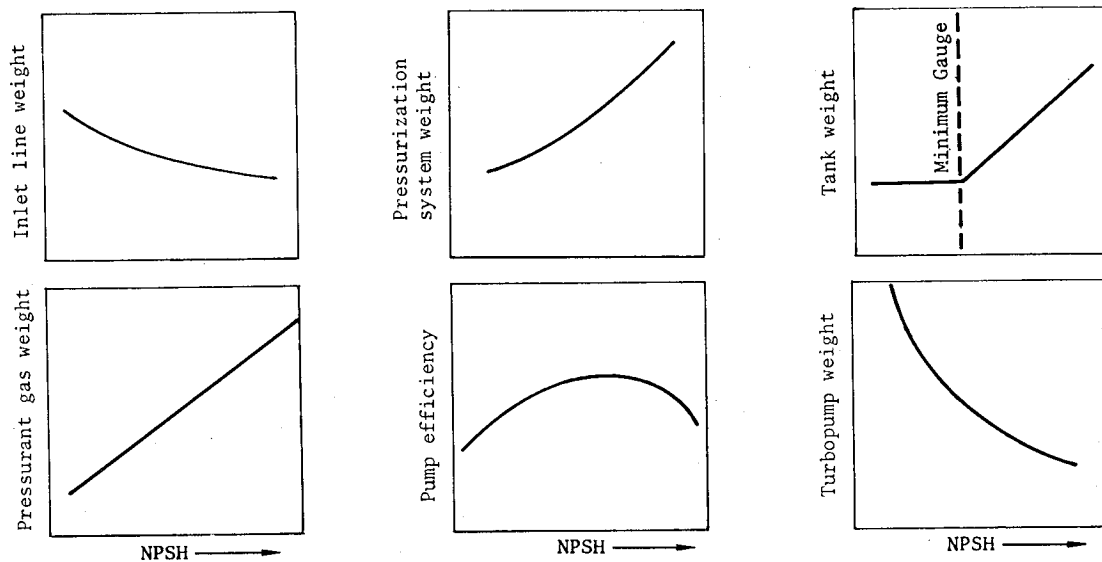 Inlet line weight
Pressurization
system weight
Tank weight
Minimum Gauge
Pressurant gas weight
NPSH
Pump efficiency
NPSH
Turbopump weight
NPSH